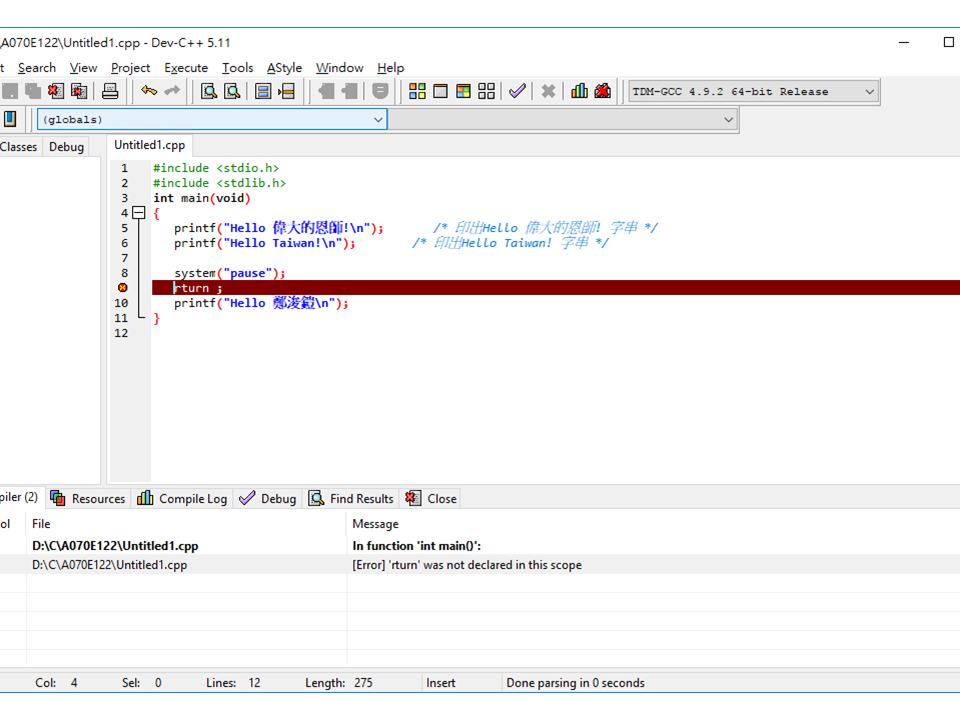 \A070E122\Untitled1.cpp - Dev-C++ 5.11
t Search View Project Execute Tools AStyle Window Help
TDM-GCC 4.9.2 64-bit Release
(globals)
Classes Debug Untitled1.cpp
1 #include <stdio.h>
2 #include <stdlib.h>
3 int main(void)
4 {
5 printf("Hello 偉大的恩師!\n"); /* 印出Hello 偉大的恩師! 字串 */
6 printf("Hello Taiwan!\n"); /* 印出Hello Taiwan! 字串 */
7
8 system("pause");
rturn ;
10 printf("Hello 鄭浚鎧\n");
11 }
12
piler (2) Resources Compile Log Debug Find Results Close
ol File Message
D:\C\A070E122\Untitled1.cpp In function 'int main()':
D:\C\A070E122\Untitled1.cpp [Error] 'rturn' was not declared in this scope
Col: 4 Sel: 0 Lines: 12 Length: 275 Insert Done parsing in 0 seconds